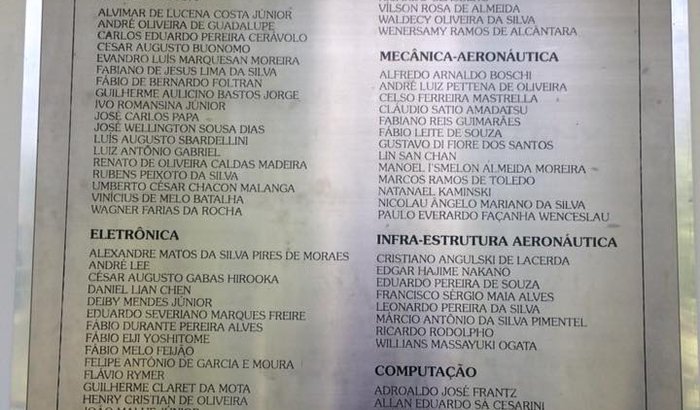 ALVIMAR DE LUCENA COSTA JÚNIOR
ANDRÉ OLIVEIRA DE GUADALUPE
CARLOS EDUARDO PEREIRA CERÁVOLO
CÉSAR AUGUSTO BUONOMO
EVANDRO LUÍS MARQUESAN MOREIRA
FABIANO DE JESUS LIMA DA SILVA
FÁBIO DE BERNARDO FOLTRAN
GUILHERME AULICINO BASTOS JORGE
IVO ROMANSINA JÚNIOR
JOSÉ CARLOS PAPA
JOSÉ WELLINGTON SOUSA DIAS
LUÍS AUGUSTO SBARDELLINI
LUIZ ANTÔNIO GABRIEL
RENATO DE OLIVEIRA CALDAS MADEIRA
RUBENS PEIXOTO DA SILVA
UMBERTO CÉSAR CHACON MALANGA
VINÍCIUS DE MELO BATALHA
WAGNER FARIAS DA ROCHA
ELETRÔNICA
ALEXANDRE MATOS DA SILVA PIRES DE MORAES
ANDRÉ LEE
CÉSAR AUGUSTO GABAS HIROOKA
DANIEL LIAN CHEN
DEIBY MENDES JÚNIOR
EDUARDO SEVERIANO MARQUES FREIRE
FÁBIO DURANTE PEREIRA ALVES
FÁBIO EIJI YOSHITOME
FÁBIO MELO FEIJÃO
FELIPE ANTÔNIO DE GARCIA E MOURA
FLÁVIO RYMER
GUILHERME CLARET DA MOTA
HENRY CRISTIAN DE OLIVEIRA
VILSON ROSA DE ALMEIDA
WALDECY OLIVEIRA DA SILVA
WENERSAMY RAMOS DE ALCÂNTARA
MECÂNICA-AERONÁUTICA
ALFREDO ARNALDO BOSCHI
ANDRÉ LUIZ PETTENA DE OLIVEIRA
CELSO FERREIRA MASTRELLA
CLÁUDIO SATIO AMADATSU
FABIANO REIS GUIMARÃES
FÁBIO LEITE DE SOUZA
GUSTAVO DI FIORE DOS SANTOS
LIN SAN CHAN
MANOEL I'SMELON ALMEIDA MOREIRA
MARCOS RAMOS DE TOLEDO
NATANAEL KAMINSKI
NICOLAU ÂNGELO MARIANO DA SILVA
PAULO EVERARDO FAÇANHA WENCESLAU
INFRA-ESTRUTURA AERONÁUTICA
CRISTIANO ANGULSKI DE LACERDA
EDGAR HAJIME NAKANO
EDUARDO PEREIRA DE SOUZA
FRANCISCO SÉRGIO MAIA ALVES
LEONARDO PEREIRA DA SILVA
MÁRCIO ANTÔNIO DA SILVA PIMENTEL
RICARDO RODOLPHO
WILLIANS MASSAYUKI OGATA
COMPUTAÇÃO
ADROALDO JOSÉ FRANTZ
ALLAN EDUARDO SÁ CESARINI